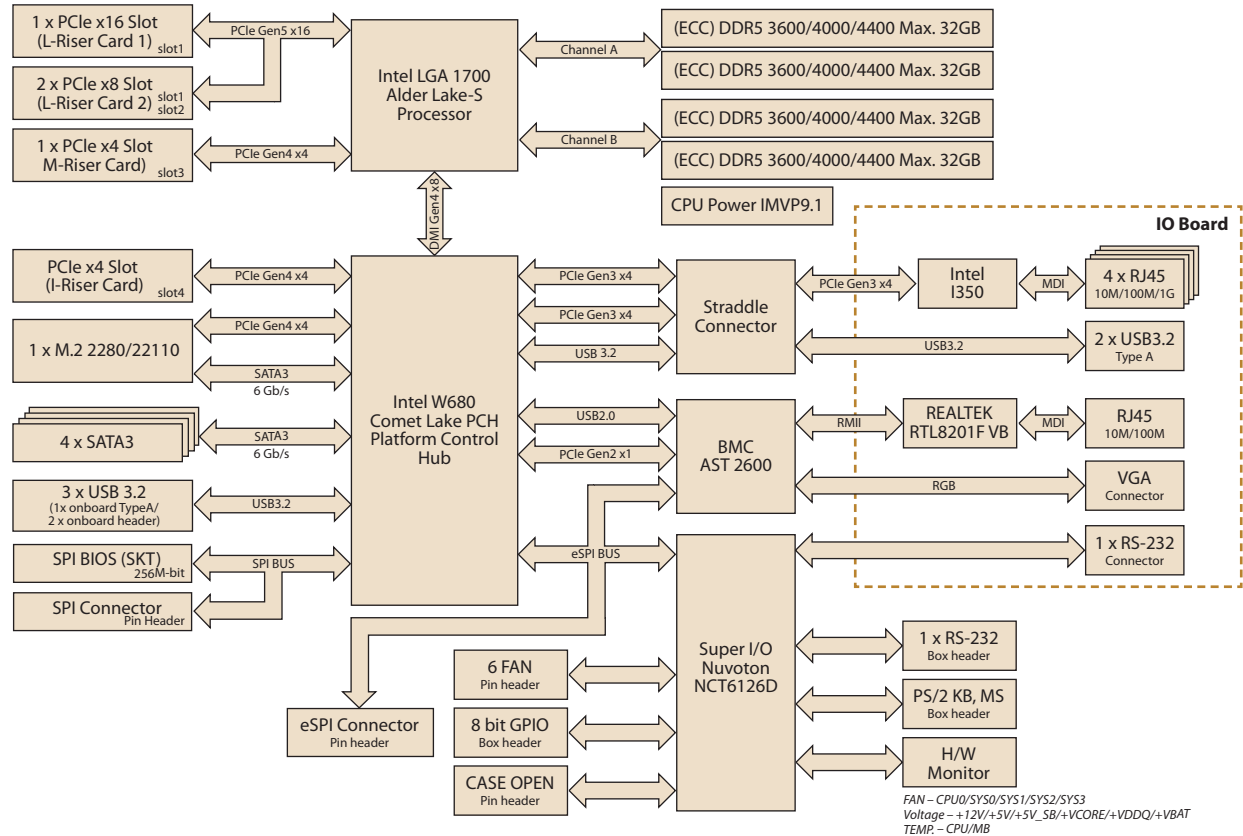 1 x PCIe x16 Slot
(L-Riser Card 1)
slot1
PCIe Gen5 x16
2 x PCIe x8 Slot
(L-Riser Card 2)
slot1
slot2
1 x PCIe x4 Slot
M-Riser Card)
slot3
PCIe Gen4 x4
Intel LGA 1700
Alder Lake-S
Processor
Channel A
Channel B
(ECC) DDR5 3600/4000/4400 Max. 32GB
(ECC) DDR5 3600/4000/4400 Max. 32GB
(ECC) DDR5 3600/4000/4400 Max. 32GB
(ECC) DDR5 3600/4000/4400 Max. 32GB
CPU Power IMVP9.1
DMI Gen4 x8
IO Board
PCIe x4 Slot
(I-Riser Card)
slot4
PCIe Gen4 x4
1 x M.2 2280/22110
PCIe Gen4 x4
SATA3
6 Gb/s
4 x SATA3
SATA3
6 Gb/s
3 x USB 3.2
(1x onboard TypeA/
2 x onboard header)
USB3.2
SPI BIOS (SKT)
256M-bit
SPI BUS
SPI Connector
Pin Header
Intel W680
Comet Lake PCH
Platform Control
Hub
PCIe Gen3 x4
PCIe Gen3 x4
USB 3.2
Straddle
Connector
PCIe Gen3 x4
Intel
I350
MDI
4 x RJ45
10M/100M/1G
USB3.2
2 x USB3.2
Type A
USB2.0
PCIe Gen2 x1
BMC
AST 2600
RMII
REALTEK
RTL8201F VB
MDI
RJ45
10M/100M
RGB
VGA
Connector
eSPI BUS
1 x RS-232
Connector
Super I/O
Nuvoton
NCT6126D
eSPI Connector
Pin header
6 FAN
Pin header
8 bit GPIO
Box header
CASE OPEN
Pin header
1 x RS-232
Box header
PS/2 KB, MS
Box header
H/W
Monitor
FAN – CPU0/SYS0/SYS1/SYS2/SYS3
Voltage – +12V/+5V/+5V_SB/+VCORE/+VDDQ/+VBAT
TEMP. – CPU/MB